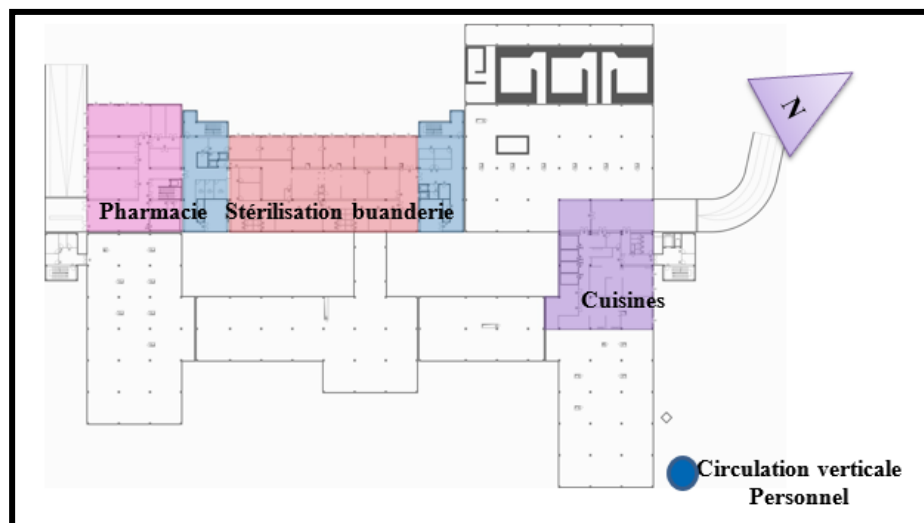 N
Pharmacie Stérilisation buanderie
Cuisines
Circulation verticale
Personnel